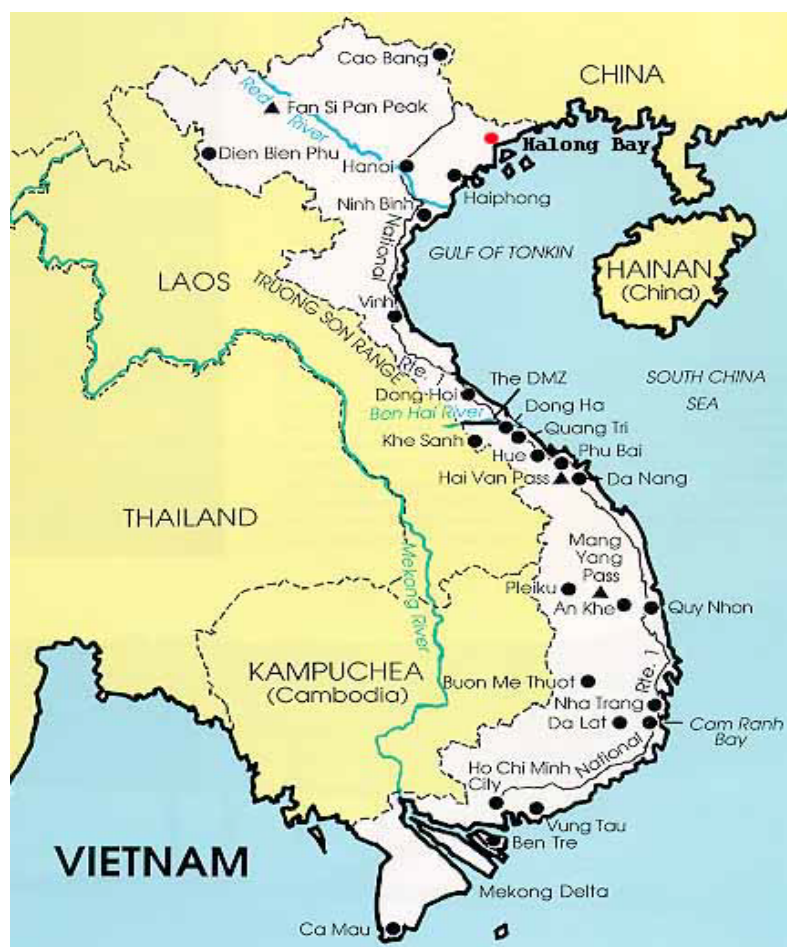 Cao Bang
CHINA
Red
River
Fan Si Pan Peak
Halong Bay
Dien Bien Phu
Hanoi
Haiphong
Ninh Binh
National
GULF OF TONKIN
HAINAN
(China)
LAOS
TRUONG SON RANGE
Vinh
Rte. 1
The DMZ
SOUTH CHINA
SEA
Dong-Hoi
Dong Ha
Ben Hai River
Quang Tri
Khe Sanh
Hue
Phu Bai
Hai Van Pass
Da Nang
THAILAND
Mang
Yang
Pass
Mekong River
Pleiku
An Khe
Quy Nhon
KAMPUCHEA
(Cambodia)
Buon Me Thuot
Rte. 1
Nha Trang
Da Lat
Cam Ranh
Bay
National
Ho Chi Minh
Cily
Vung Tau
Ben Tre
VIETNAM
Mekong Delta
Ca Mau